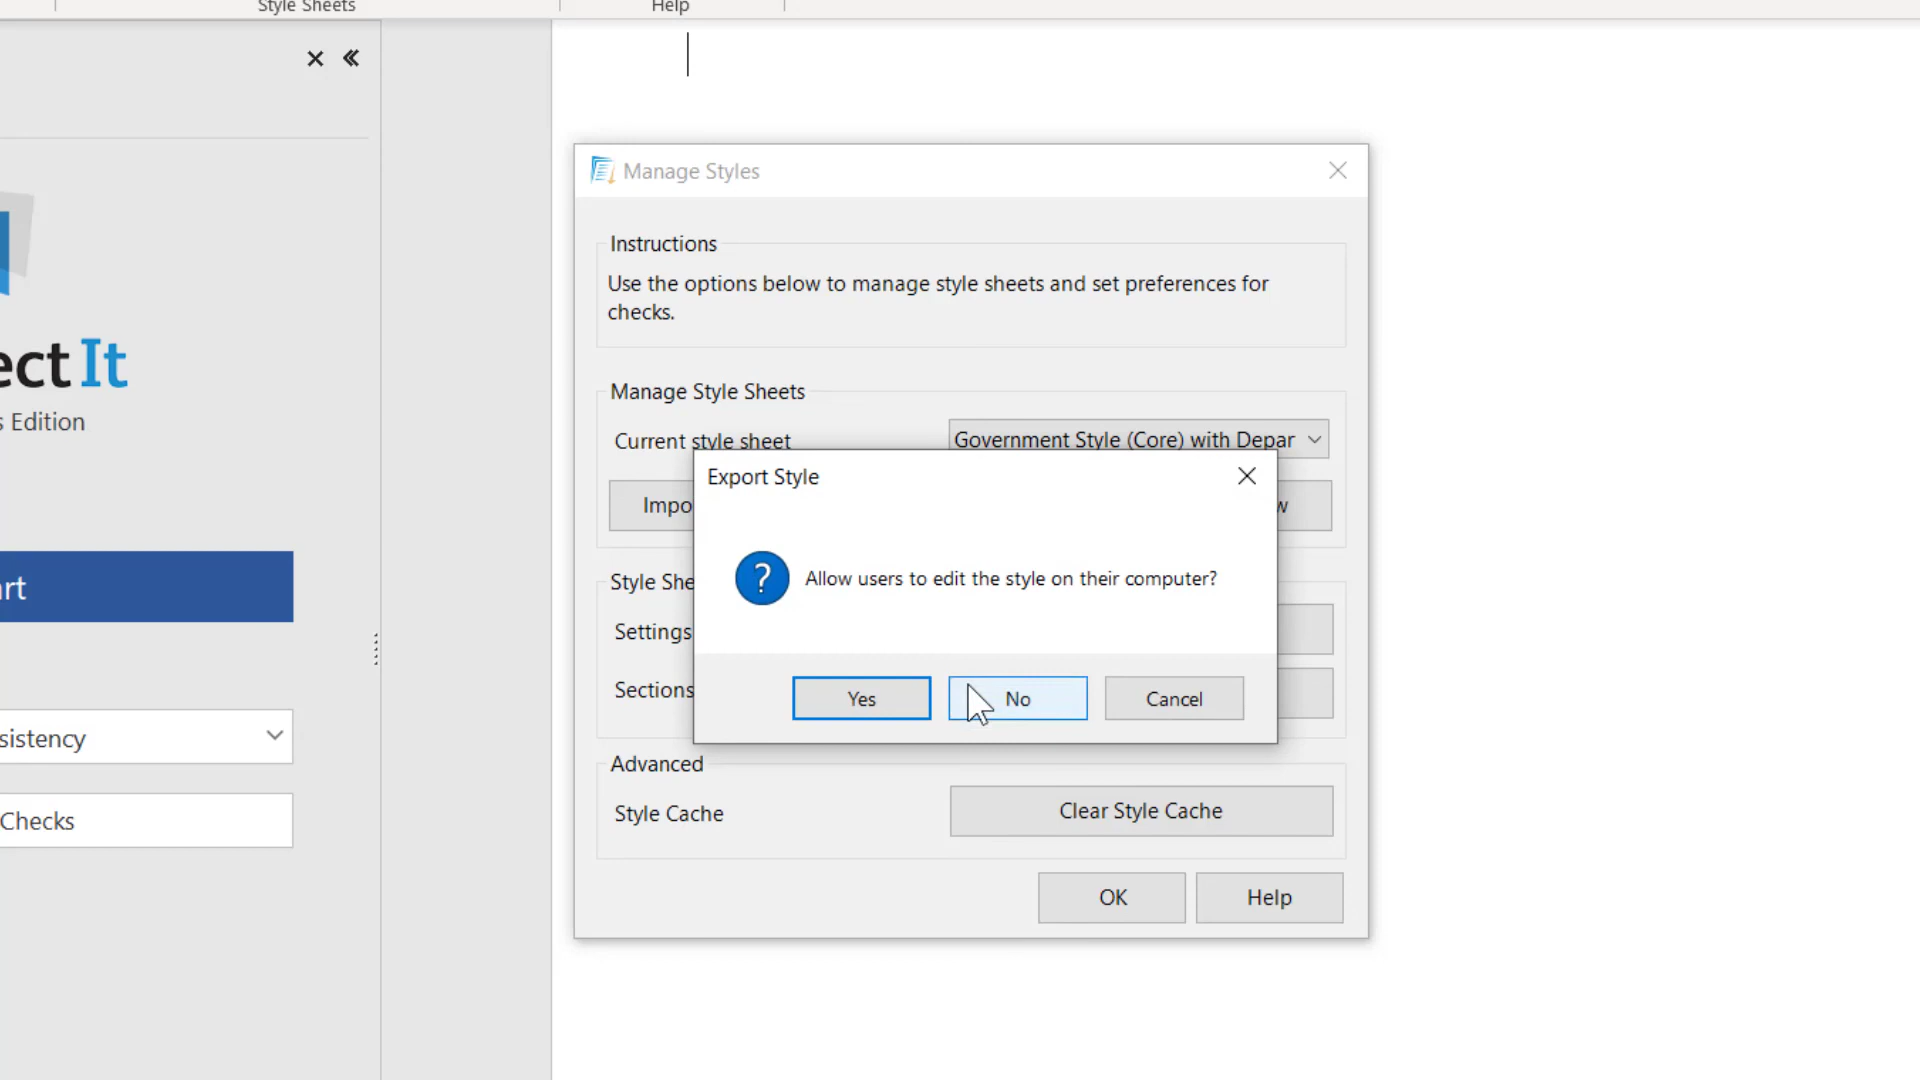 Style Sheets
Help
ectIt
s Edition
rt
sistency
Checks
Manage Styles
Instructions
Use the options below to manage style sheets and set preferences for
checks.
Manage Style Sheets
Current style sheet
Government Style (Core) with Depar
Impo
w
Export Style
?
Allow users to edit the style on their computer?
Yes
No
Cancel
Style She
Settings
Sections
Advanced
Style Cache
Clear Style Cache
OK
Help